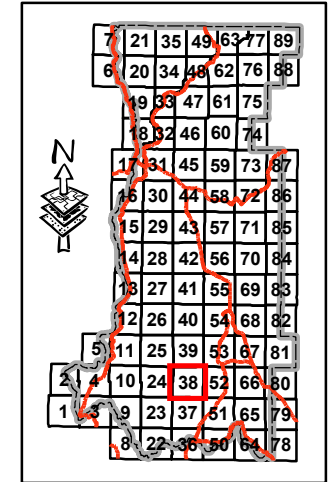 7 21 35 49 63 77 89
6 20 34 48 62 76 88
19 33 47 61 75
18 32 46 60 74
N
17 31 45 59 73 87
16 30 44 58 72 86
15 29 43 57 71 85
14 28 42 56 70 84
13 27 41 55 69 83
12 26 40 54 68 82
5 11 25 39 53 67 81
2 4 10 24 38 52 66 80
1 3 9 23 37 51 65 79
8 22 36 50 64 78